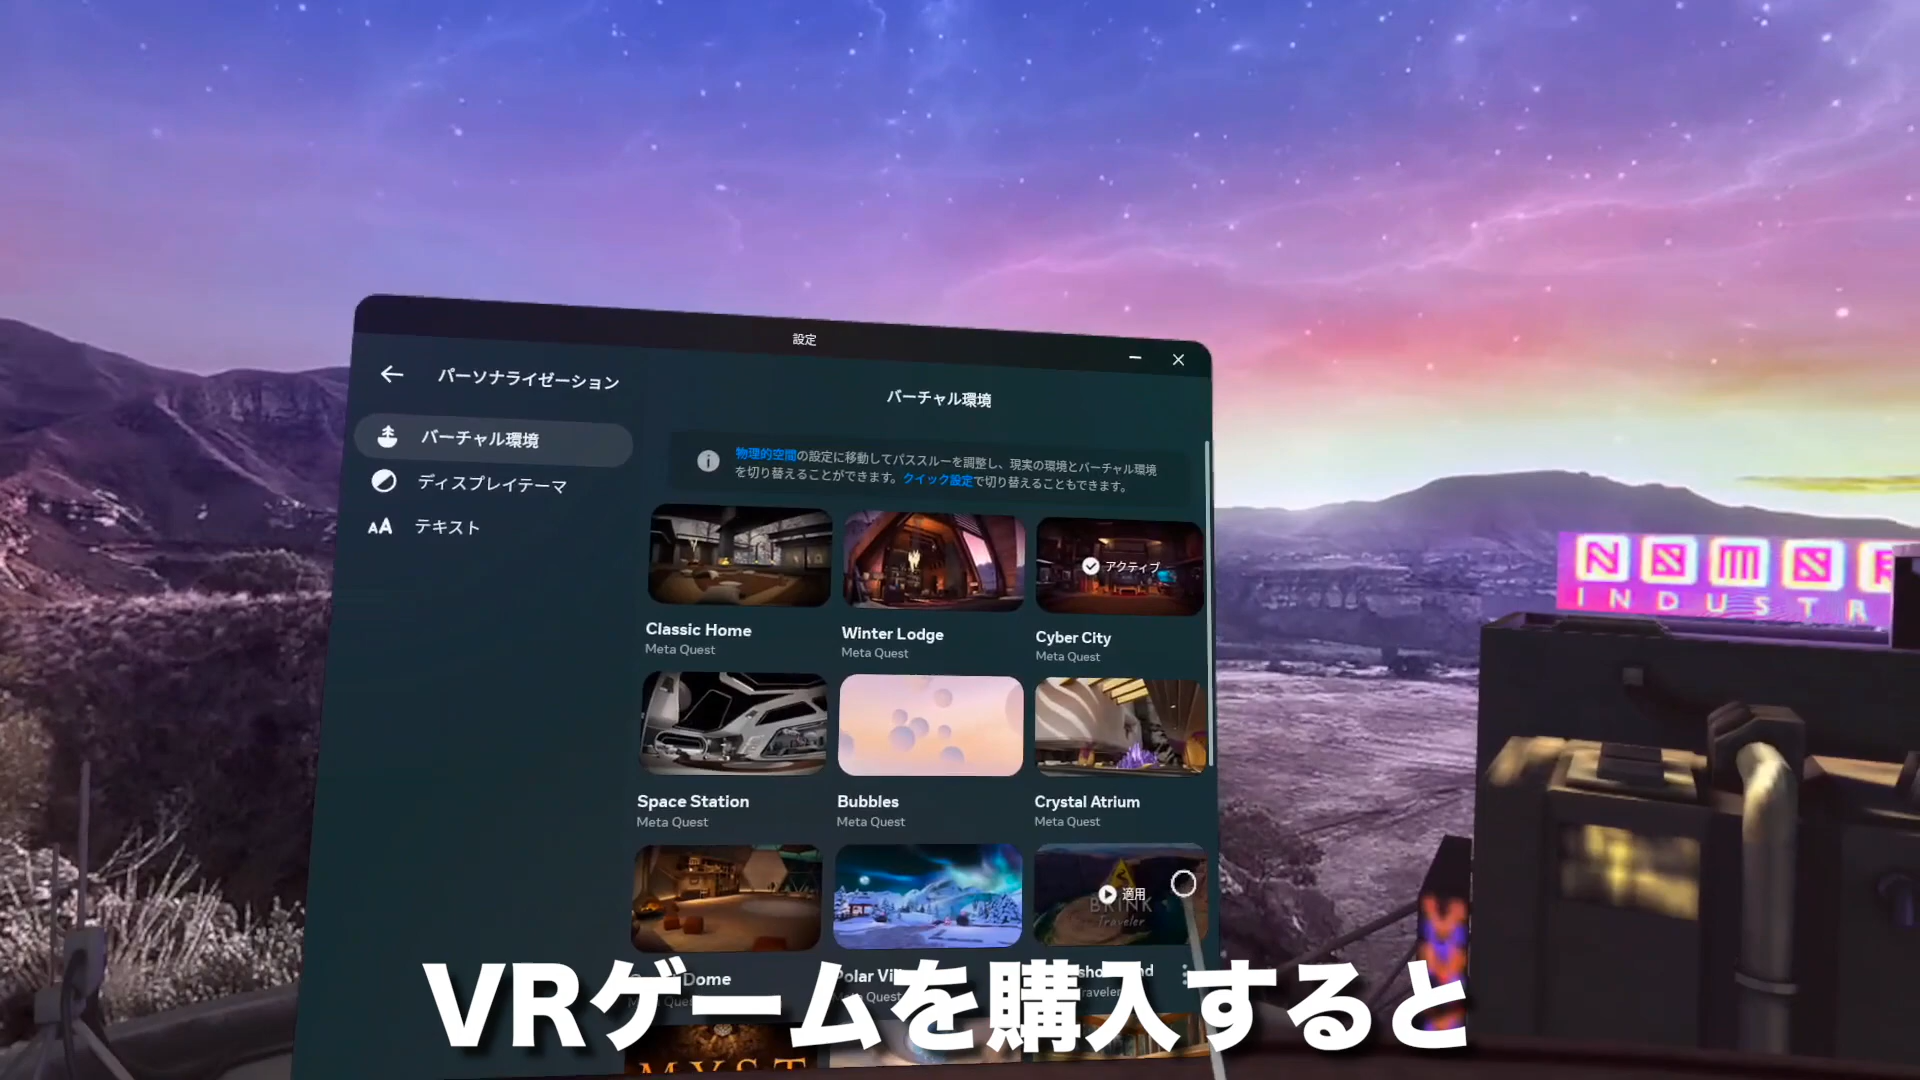 設定
パーソナライゼーション
バーチャル環境
ディスプレイテーマ
テキスト
バーチャル環境
物理的空間の設定に移動してパススルーを調整し、現実の環境とバーチャル環境
を切り替えることができます。クイック設定で切り替えることもできます。
アクティブ
Classic Home
Meta Quest
Winter Lodge
Meta Quest
Cyber City
Meta Quest
Space Station
Meta Quest
Bubbles
Meta Quest
Crystal Atrium
Meta Quest
適用
BRINK
Traveler
Dome
Polar
Meta Quest
MYST
INDUSTR
VRゲームを購入すると